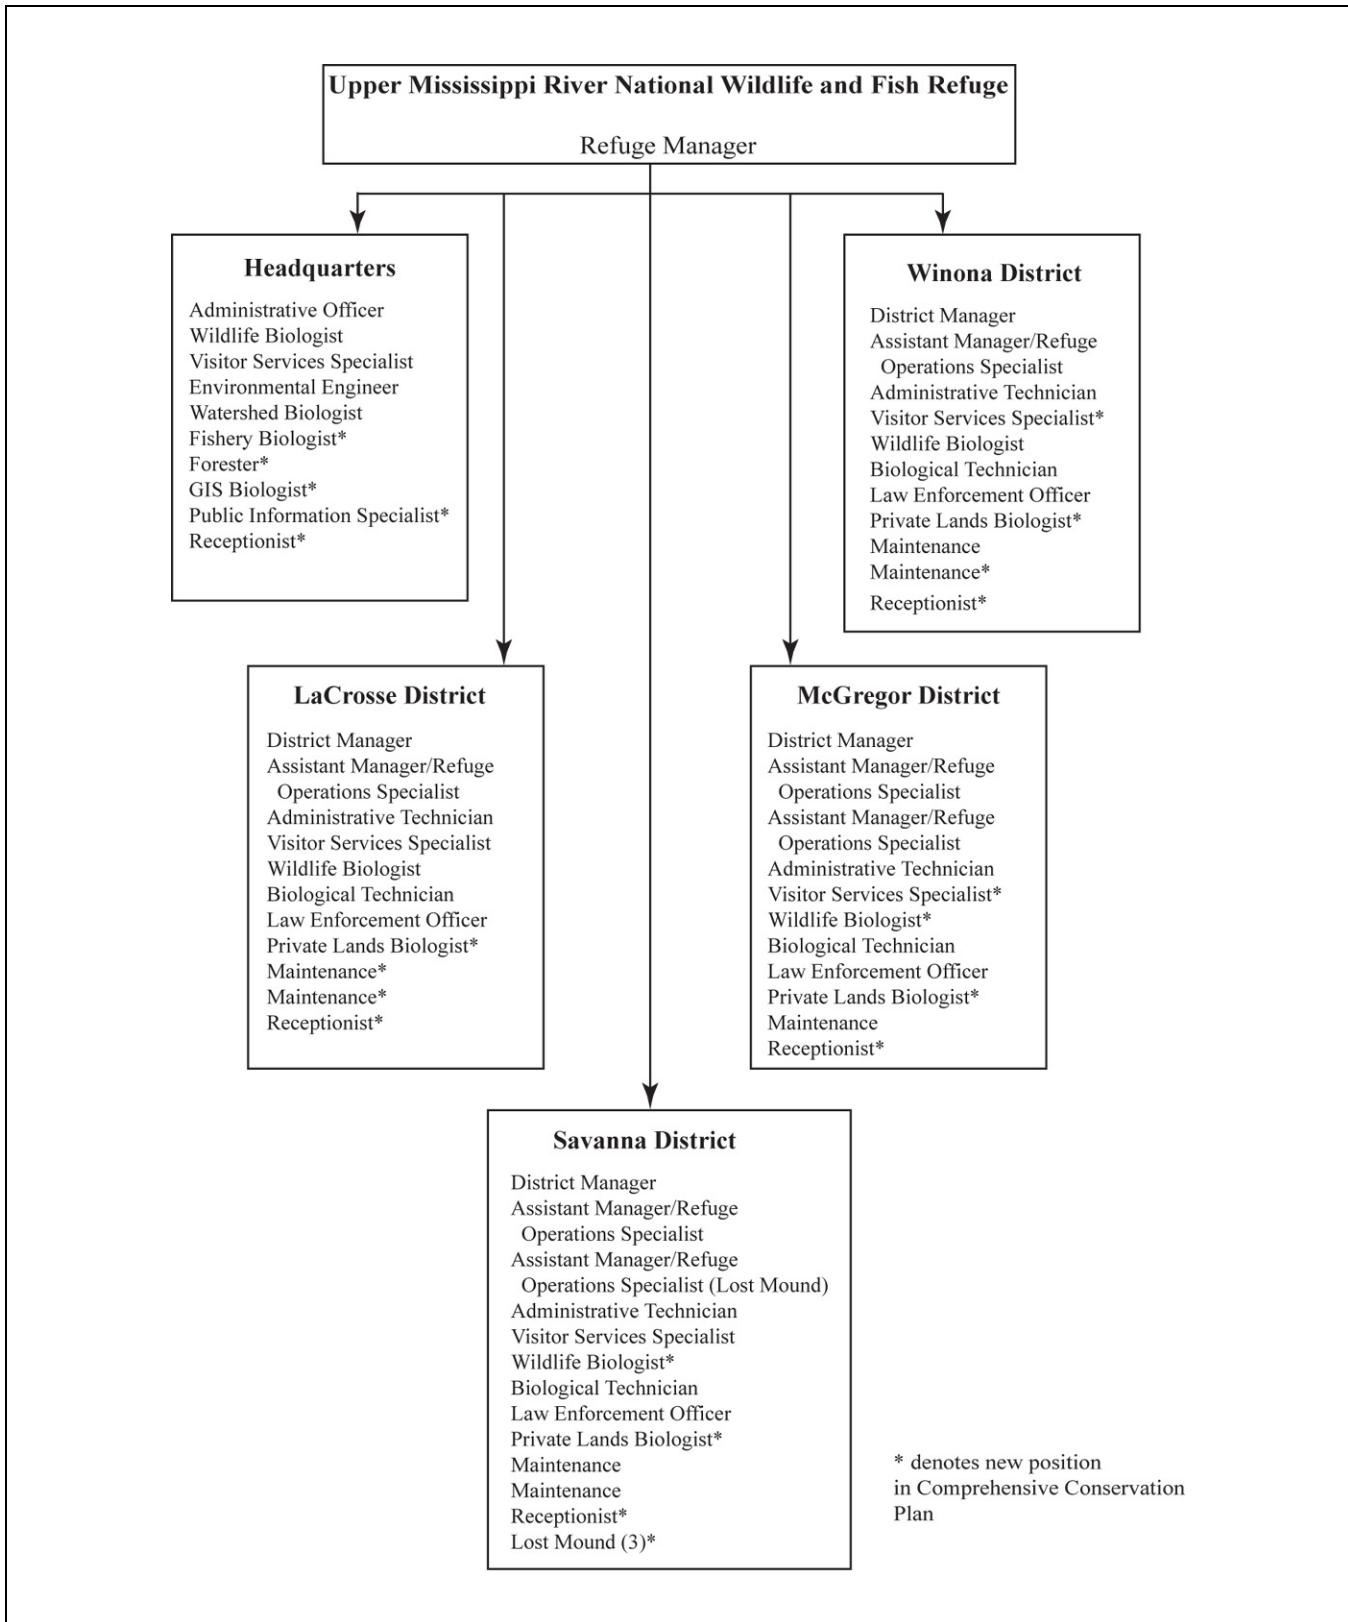 Upper Mississippi River National Wildlife and Fish Refuge
Refuge Manager
Headquarters
Administrative Officer
Wildlife Biologist
Visitor Services Specialist
Environmental Engineer
Watershed Biologist
Fishery Biologist*
Forester*
GIS Biologist*
Public Information Specialist*
Receptionist*
Winona District
District Manager
Assistant Manager/Refuge
Operations Specialist
Administrative Technician
Visitor Services Specialist*
Wildlife Biologist
Biological Technician
Law Enforcement Officer
Private Lands Biologist*
Maintenance
Maintenance*
Receptionist*
LaCrosse District
District Manager
Assistant Manager/Refuge
Operations Specialist
Administrative Technician
Visitor Services Specialist
Wildlife Biologist
Biological Technician
Law Enforcement Officer
Private Lands Biologist*
Maintenance*
Maintenance*
Receptionist*
McGregor District
District Manager
Assistant Manager/Refuge
Operations Specialist
Assistant Manager/Refuge
Operations Specialist
Administrative Technician
Visitor Services Specialist*
Wildlife Biologist*
Biological Technician
Law Enforcement Officer
Private Lands Biologist*
Maintenance
Receptionist*
Savanna District
District Manager
Assistant Manager/Refuge
Operations Specialist
Assistant Manager/Refuge
Operations Specialist (Lost Mound)
Administrative Technician
Visitor Services Specialist
Wildlife Biologist*
Biological Technician
Law Enforcement Officer
Private Lands Biologist*
Maintenance
Maintenance
Receptionist*
Lost Mound (3)*
* denotes new position
in Comprehensive Conservation
Plan